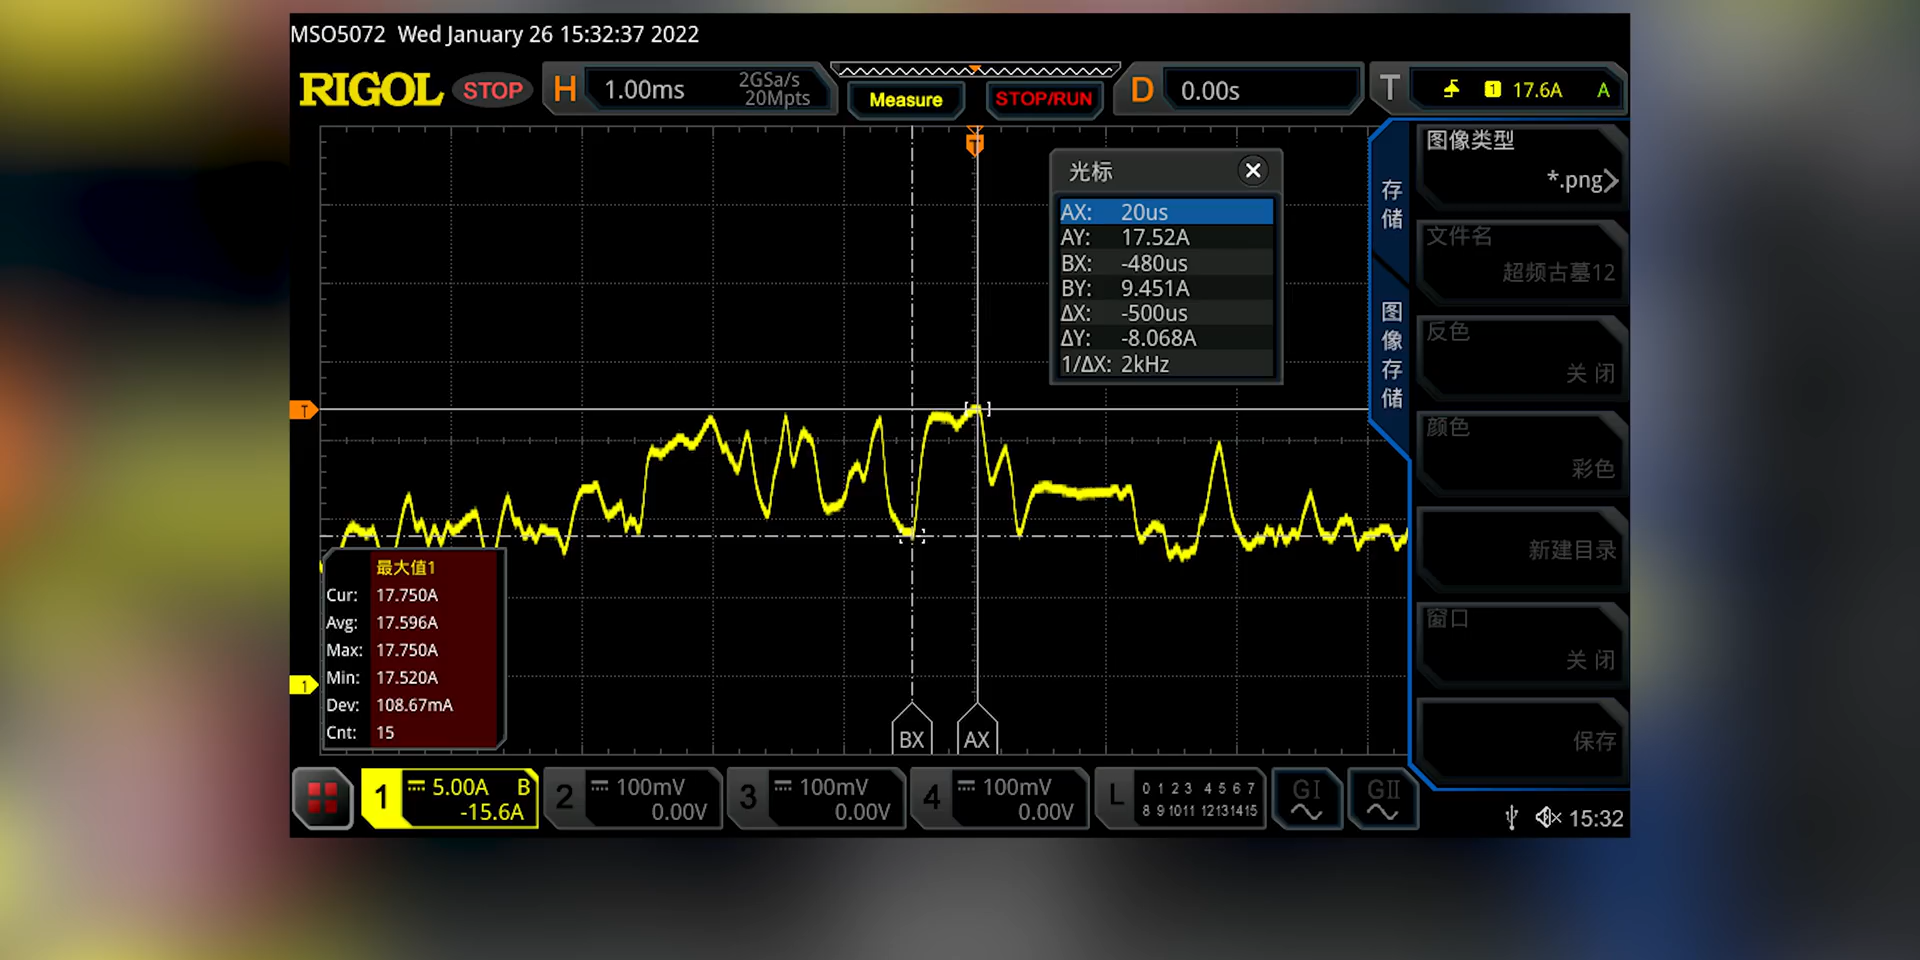 MSO5072 Wed January 26 15:32:37 2022
RIGOL STOP H 1.00ms 2GSa/s 20Mpts Measure STOP/RUN D 0.00s T 1 17.6A A
T
光标
AX: 20us
AY: 17.52A
BX: -480us
BY: 9.451A
ΔX: -500us
ΔY: -8.068A
1/ΔX: 2kHz
T
最大值1
Cur: 17.750A
Avg: 17.596A
Max: 17.750A
Min: 17.520A
Dev: 108.67mA
Cnt: 15
1
BX AX
存储
图像存储
图像类型
*.png
文件名
超频古墓12
反色
关闭
颜色
彩色
新建目录
窗口
关闭
保存
1 5.00A B
-15.6A
2 100mV
0.00V
3 100mV
0.00V
4 100mV
0.00V
L 0 1 2 3 4 5 6 7
8 9 1011 12131415
GI GII
15:32